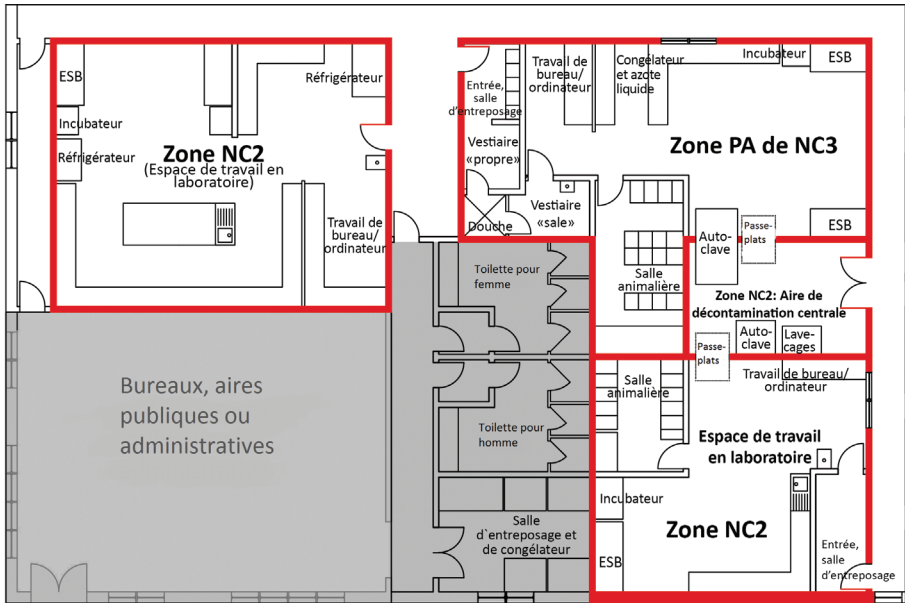 ESB
Réfrigérateur
Incubateur
Réfrigérateur
Zone NC2
(Espace de travail en
laboratoire)
Travail de
bureau/
ordinateur
Entrée,
salle
d'entreposage
Travail de
bureau/
ordinateur
Congélateur
et azote
liquide
Incubateur
ESB
Vestiaire
«propre»
Zone PA de NC3
Vestiaire
«sale»
Douche
ESB
Auto-
clave
Passe-
plats
Salle
animalière
Zone NC2: Aire de
décontamination centrale
Auto-
clave
Lave-
cages
Passe-
plats
Toilette pour
femme
Toilette pour
homme
Bureaux, aires
publiques ou
administratives
Salle
d`entreposage et
de congélateur
Salle
animalière
Travail de bureau/
ordinateur
Espace de travail
en laboratoire
Incubateur
Zone NC2
ESB
Entrée,
salle
d'entreposage